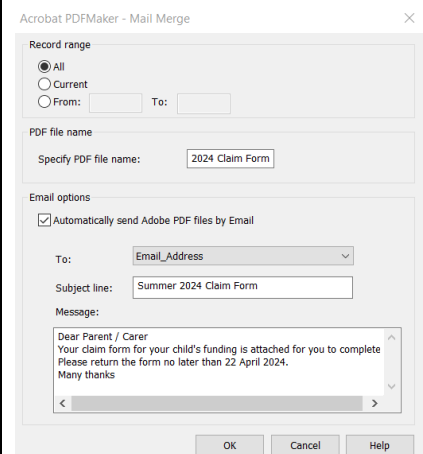 Acrobat PDFMaker - Mail Merge
Record range
All
Current
From: To:
PDF file name
Specify PDF file name: 2024 Claim Form
Email options
Automatically send Adobe PDF files by Email
To: Email_Address
Subject line: Summer 2024 Claim Form
Message:
Dear Parent / Carer
Your claim form for your child's funding is attached for you to complete
Please return the form no later than 22 April 2024.
Many thanks
OK Cancel Help